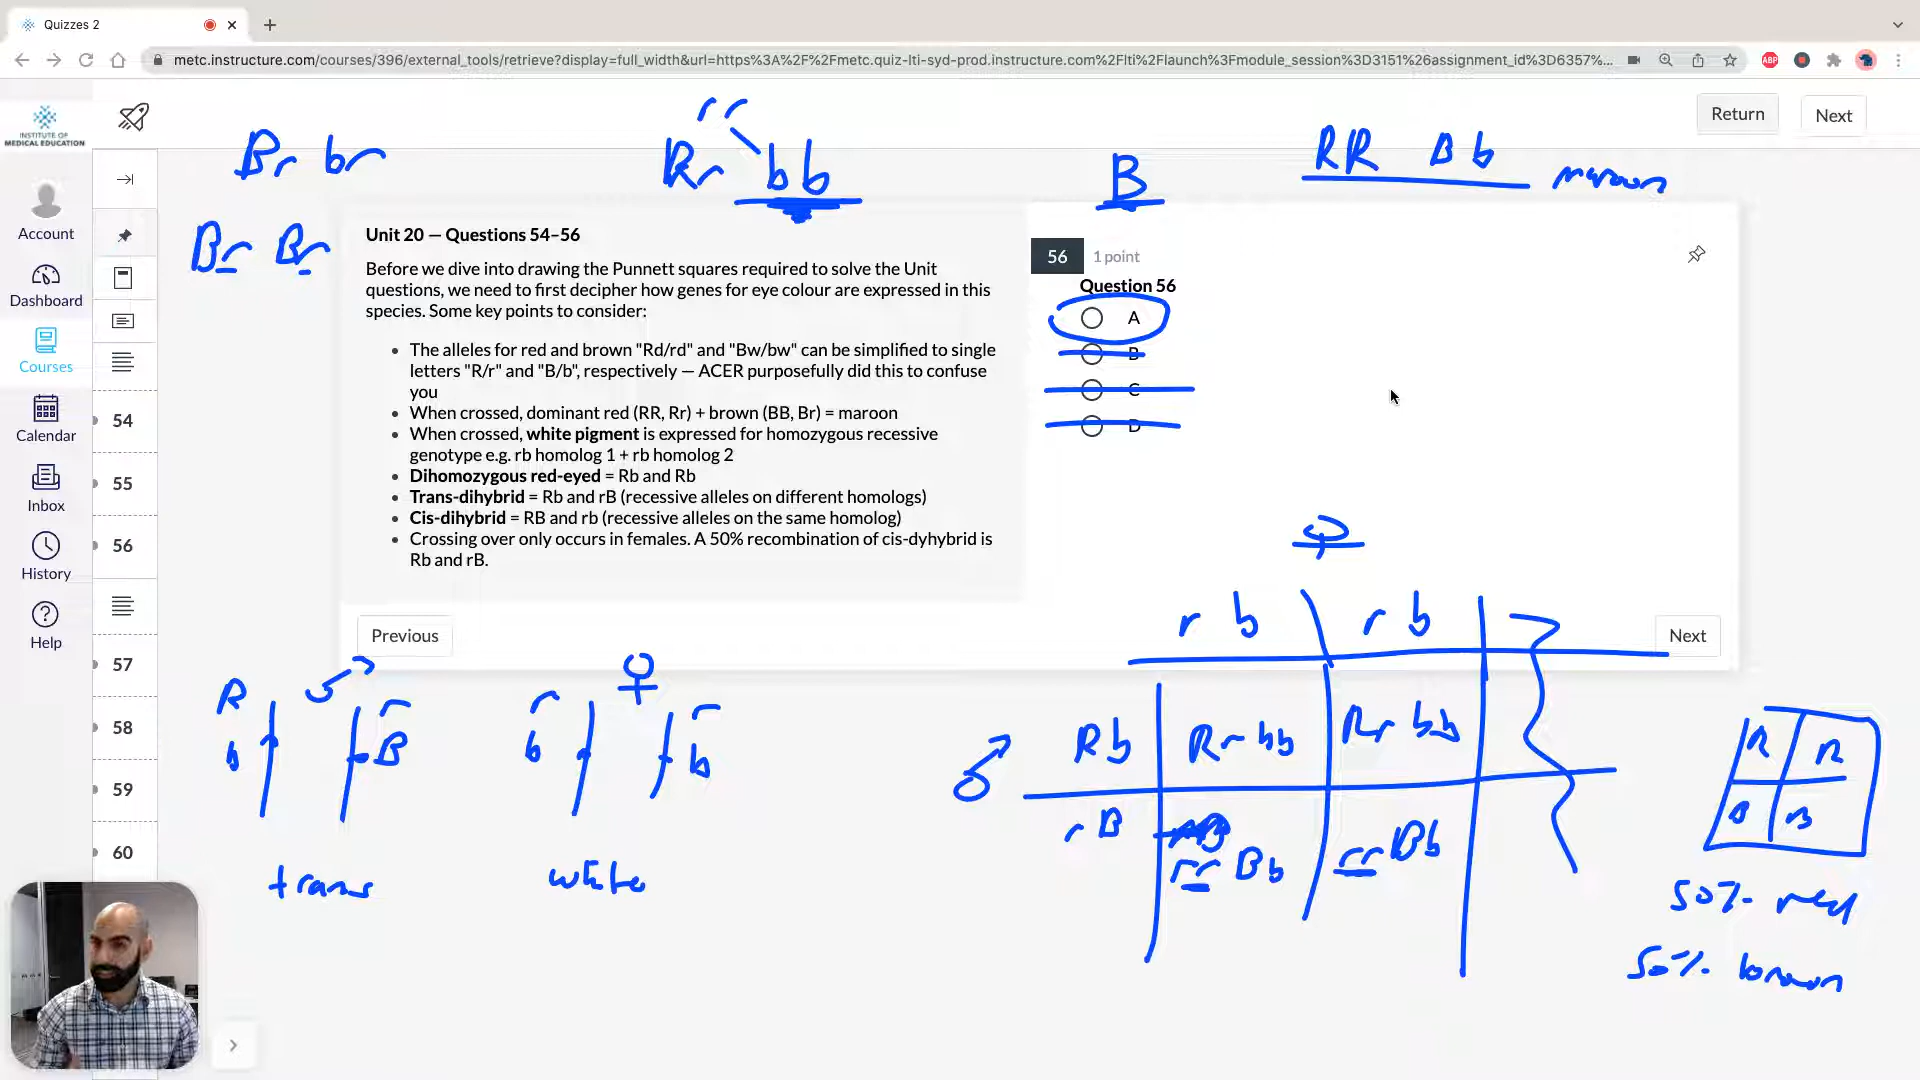 Quizzes 2
metc.instructure.com/courses/396/external_tools/retrieve?display=full_width&url=https%3A%2F%2Fmetc.quiz-lti-syd-prod.instructure.com%2Flti%2Flaunch%3Fmodule_session%3D3151%26assignment_id%3D6357%...
ABP
INSTITUTE OF
MEDICAL EDUCATION
Return
Next
Br br
rr
Rr bb
B
RR Bb maroon
Br Br
Account
Dashboard
Courses
Calendar
Inbox
History
Help
54
55
56
57
58
59
60
Unit 20 — Questions 54–56
Before we dive into drawing the Punnett squares required to solve the Unit
questions, we need to first decipher how genes for eye colour are expressed in this
species. Some key points to consider:
• The alleles for red and brown "Rd/rd" and "Bw/bw" can be simplified to single
letters "R/r" and "B/b", respectively — ACER purposefully did this to confuse
you
• When crossed, dominant red (RR, Rr) + brown (BB, Br) = maroon
• When crossed, white pigment is expressed for homozygous recessive
genotype e.g. rb homolog 1 + rb homolog 2
• Dihomozygous red-eyed = Rb and Rb
• Trans-dihybrid = Rb and rB (recessive alleles on different homologs)
• Cis-dihybrid = RB and rb (recessive alleles on the same homolog)
• Crossing over only occurs in females. A 50% recombination of cis-dyhybrid is
Rb and rB.
56
1 point
Question 56
A
B
C
D
Previous
Next
♀
r b r b
R ♂ r
b B
trans
♀
r r
b b
white
♂
Rb Rr bb Rr bb
rB rr Bb rr Bb
R R
B B
50% red
50% brown